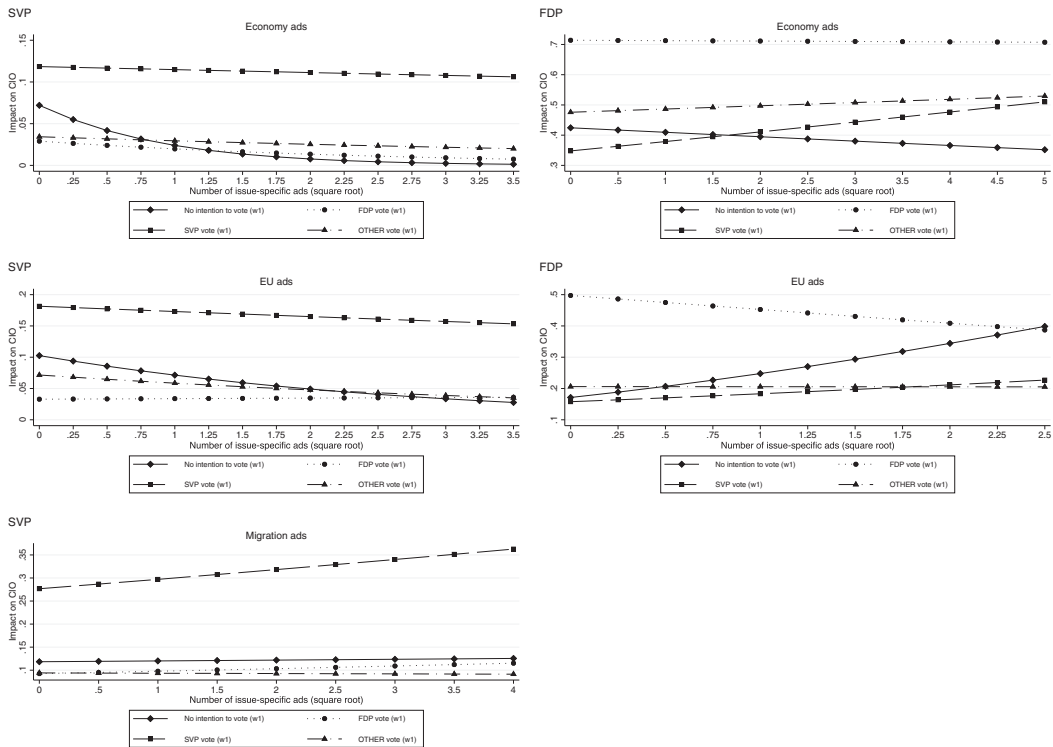 SVP
Economy ads
Impact on CIO
.15
.1
.05
0
0 .25 .5 .75 1 1.25 1.5 1.75 2 2.25 2.5 2.75 3 3.25 3.5
Number of issue-specific ads (square root)
No intention to vote (w1) FDP vote (w1)
SVP vote (w1) OTHER vote (w1)
FDP
Economy ads
Impact on CIO
.7
.6
.5
.4
.3
0 .5 1 1.5 2 2.5 3 3.5 4 4.5 5
Number of issue-specific ads (square root)
No intention to vote (w1) FDP vote (w1)
SVP vote (w1) OTHER vote (w1)
SVP
EU ads
Impact on CIO
.2
.15
.1
.05
0
0 .25 .5 .75 1 1.25 1.5 1.75 2 2.25 2.5 2.75 3 3.25 3.5
Number of issue-specific ads (square root)
No intention to vote (w1) FDP vote (w1)
SVP vote (w1) OTHER vote (w1)
FDP
EU ads
Impact on CIO
.5
.4
.3
.2
.1
0 .25 .5 .75 1 1.25 1.5 1.75 2 2.25 2.5
Number of issue-specific ads (square root)
No intention to vote (w1) FDP vote (w1)
SVP vote (w1) OTHER vote (w1)
SVP
Migration ads
Impact on CIO
.35
.3
.25
.2
.15
.1
0 .5 1 1.5 2 2.5 3 3.5 4
Number of issue-specific ads (square root)
No intention to vote (w1) FDP vote (w1)
SVP vote (w1) OTHER vote (w1)